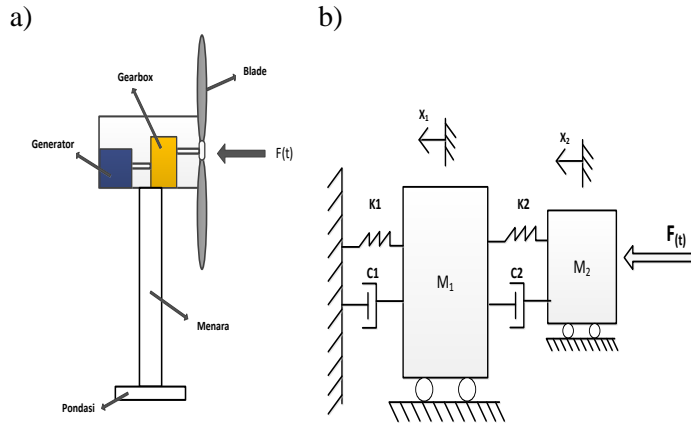 a)
Gearbox
Blade
Generator
F(t)
Menara
Pondasi
b)
X1
X2
K1
K2
F(t)
C1
C2
M1
M2